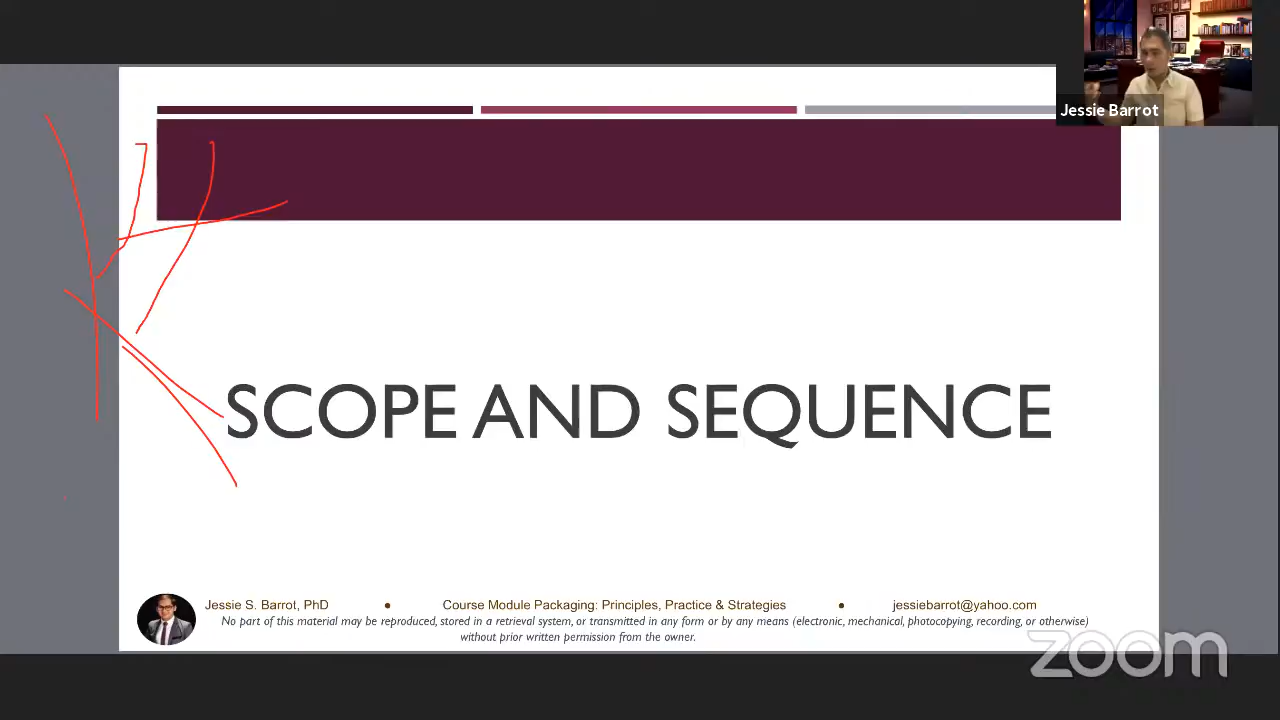 Jessie Barrot
SCOPE AND SEQUENCE
Jessie S. Barrot, PhD • Course Module Packaging: Principles, Practice & Strategies • jessiebarrot@yahoo.com
No part of this material may be reproduced, stored in a retrieval system, or transmitted in any form or by any means (electronic, mechanical, photocopying, recording, or otherwise)
without prior written permission from the owner.
zoom